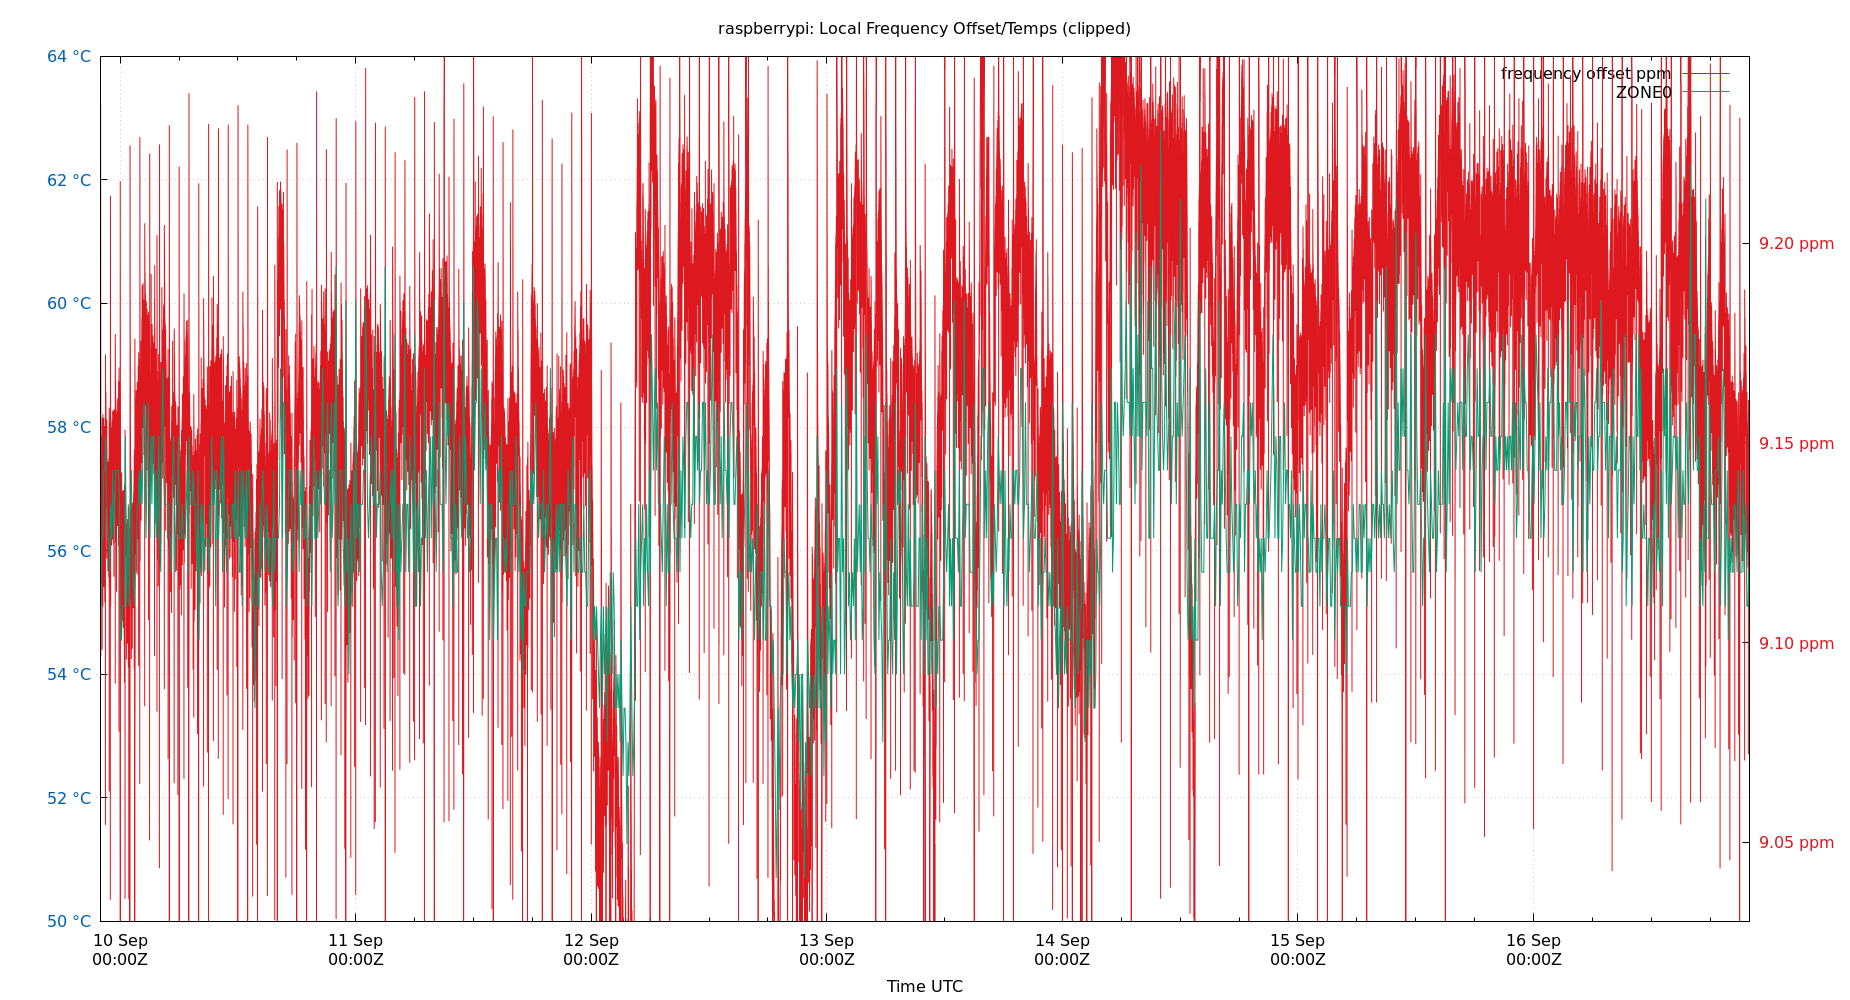 raspberrypi: Local Frequency Offset/Temps (clipped)
64 °C
62 °C
60 °C
58 °C
56 °C
54 °C
52 °C
50 °C
frequency offset ppm
ZONE0
9.20 ppm
9.15 ppm
9.10 ppm
9.05 ppm
10 Sep
00:00Z
11 Sep
00:00Z
12 Sep
00:00Z
13 Sep
00:00Z
14 Sep
00:00Z
15 Sep
00:00Z
16 Sep
00:00Z
Time UTC